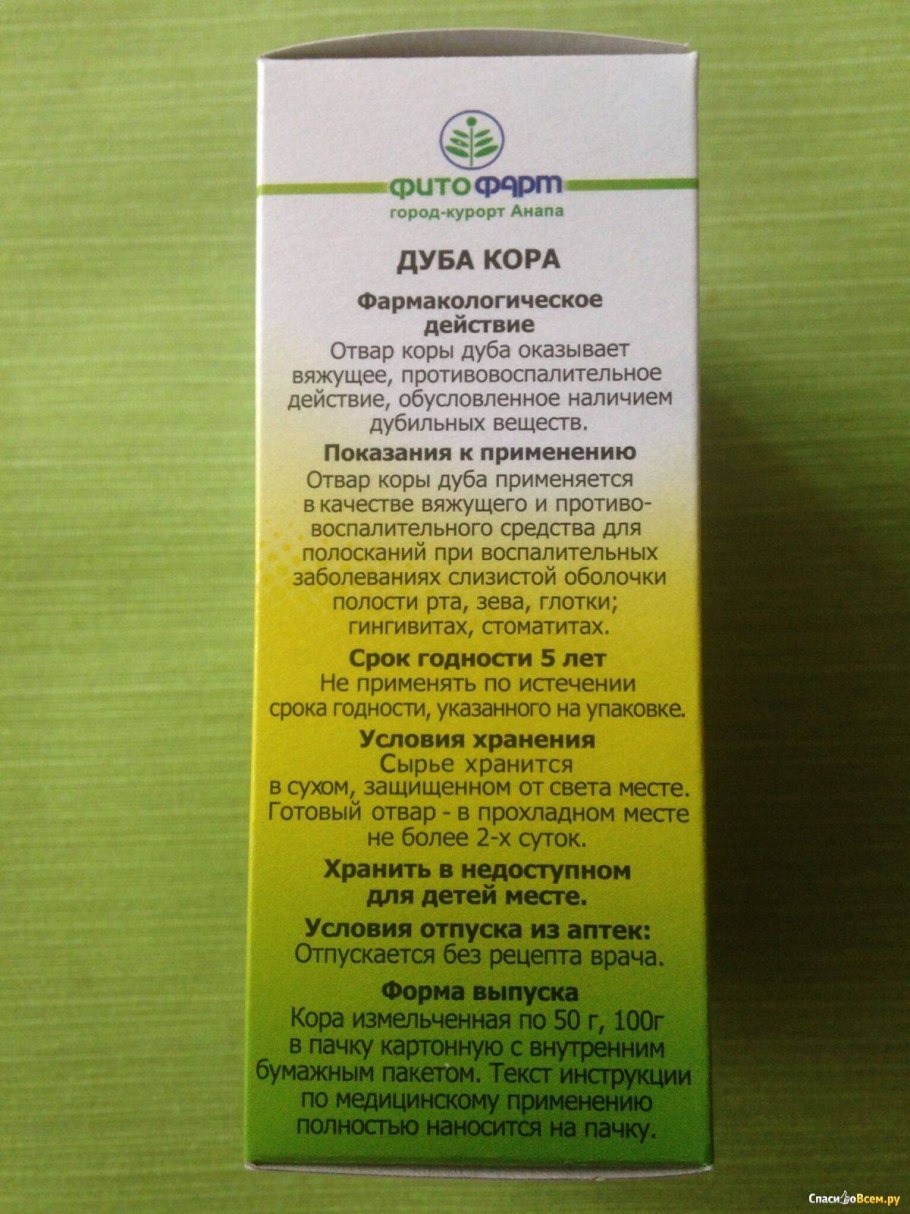 фито фарм
город-курорт Анапа
ДУБА КОРА
Фармакологическое
действие
Отвар коры дуба оказывает
вяжущее, противовоспалительное
действие, обусловленное наличием
дубильных веществ.
Показания к применению
Отвар коры дуба применяется
в качестве вяжущего и противо-
воспалительного средства для
полосканий при воспалительных
заболеваниях слизистой оболочки
полости рта, зева, глотки;
гингивитах, стоматитах.
Срок годности 5 лет
Не применять по истечении
срока годности, указанного на упаковке.
Условия хранения
Сырье хранится
в сухом, защищенном от света месте.
Готовый отвар - в прохладном месте
не более 2-х суток.
Хранить в недоступном
для детей месте.
Условия отпуска из аптек:
Отпускается без рецепта врача.
Форма выпуска
Кора измельченная по 50 г, 100г
в пачку картонную с внутренним
бумажным пакетом. Текст инструкции
по медицинскому применению
полностью наносится на пачку.
СпасибоВсем.ру